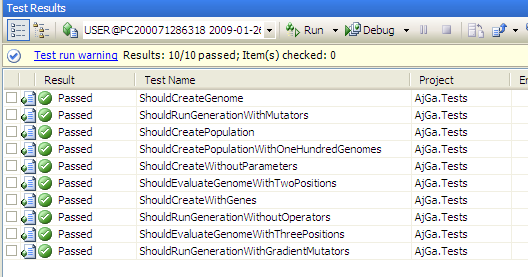 Test Results
USER@PC200071286318 2009-01-26 Run Debug
Test run warning Results: 10/10 passed; Item(s) checked: 0
Result Test Name Project
Passed ShouldCreateGenome AjGa.Tests
Passed ShouldRunGenerationWithMutators AjGa.Tests
Passed ShouldCreatePopulation AjGa.Tests
Passed ShouldCreatePopulationWithOneHundredGenomes AjGa.Tests
Passed ShouldCreateWithoutParameters AjGa.Tests
Passed ShouldEvaluateGenomeWithTwoPositions AjGa.Tests
Passed ShouldCreateWithGenes AjGa.Tests
Passed ShouldRunGenerationWithoutOperators AjGa.Tests
Passed ShouldEvaluateGenomeWithThreePositions AjGa.Tests
Passed ShouldRunGenerationWithGradientMutators AjGa.Tests